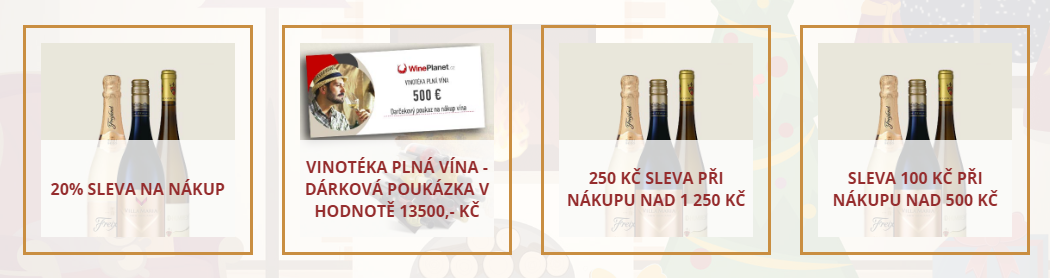 20% SLEVA NA NÁKUP
WinePlanet.cz
VINOTÉKA PLNÁ VÍNA
500 €
Darčekový poukaz na nákup vína
VINOTÉKA PLNÁ VÍNA -
DÁRKOVÁ POUKÁZKA V
HODNOTĚ 13500,- KČ
250 KČ SLEVA PŘI
NÁKUPU NAD 1 250 KČ
SLEVA 100 KČ PŘI
NÁKUPU NAD 500 KČ